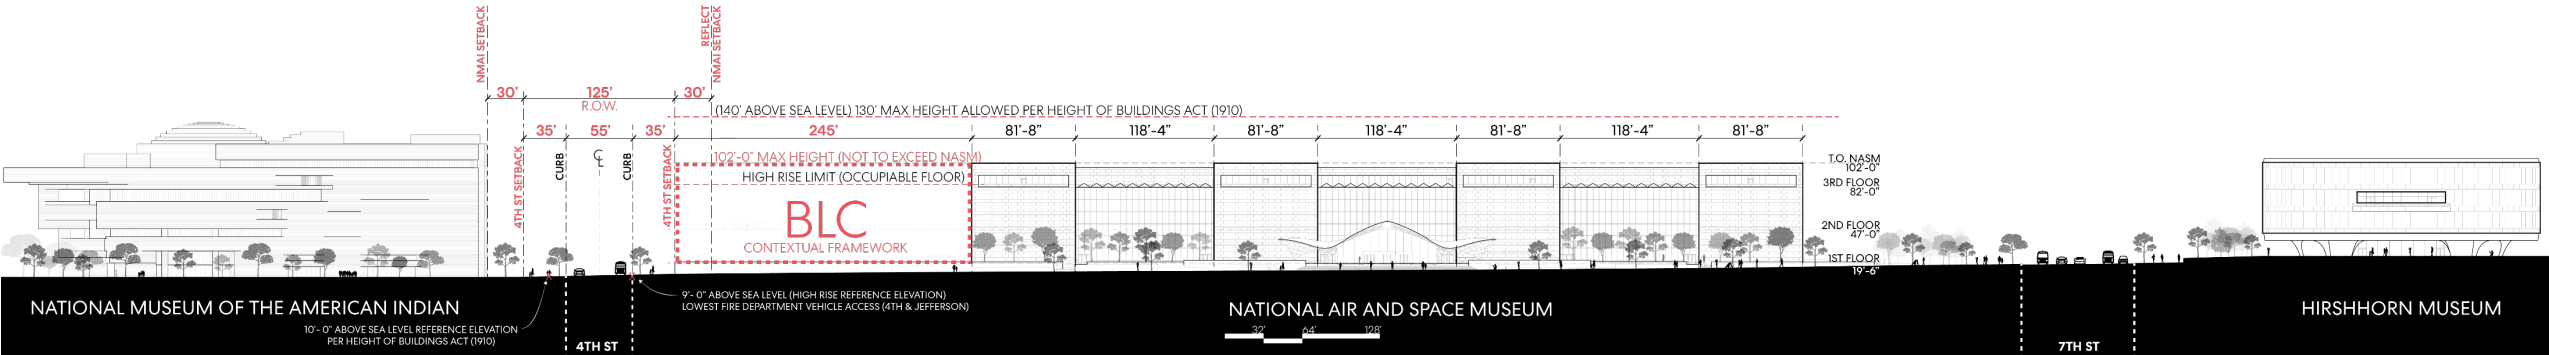 NMAI SETBACK
REFLECT
NMAI SETBACK
30’
125’
30’
R.O.W.
(140’ ABOVE SEA LEVEL) 130’ MAX HEIGHT ALLOWED PER HEIGHT OF BUILDINGS ACT (1910)
35’
55’
35’
245’
81’-8”
118’-4”
81’-8”
118’-4”
81’-8”
118’-4”
81’-8”
4TH ST SETBACK
CURB
CL
CURB
4TH ST SETBACK
102’-0” MAX HEIGHT (NOT TO EXCEED NASM)
HIGH RISE LIMIT (OCCUPIABLE FLOOR)
BLC
CONTEXTUAL FRAMEWORK
T.O. NASM
102’-0”
3RD FLOOR
82’-0”
2ND FLOOR
47’-0”
1ST FLOOR
19’-6”
NATIONAL MUSEUM OF THE AMERICAN INDIAN
10’- 0” ABOVE SEA LEVEL REFERENCE ELEVATION
PER HEIGHT OF BUILDINGS ACT (1910)
4TH ST
9’- 0” ABOVE SEA LEVEL (HIGH RISE REFERENCE ELEVATION)
LOWEST FIRE DEPARTMENT VEHICLE ACCESS (4TH & JEFFERSON)
NATIONAL AIR AND SPACE MUSEUM
32’
64’
128’
7TH ST
HIRSHHORN MUSEUM